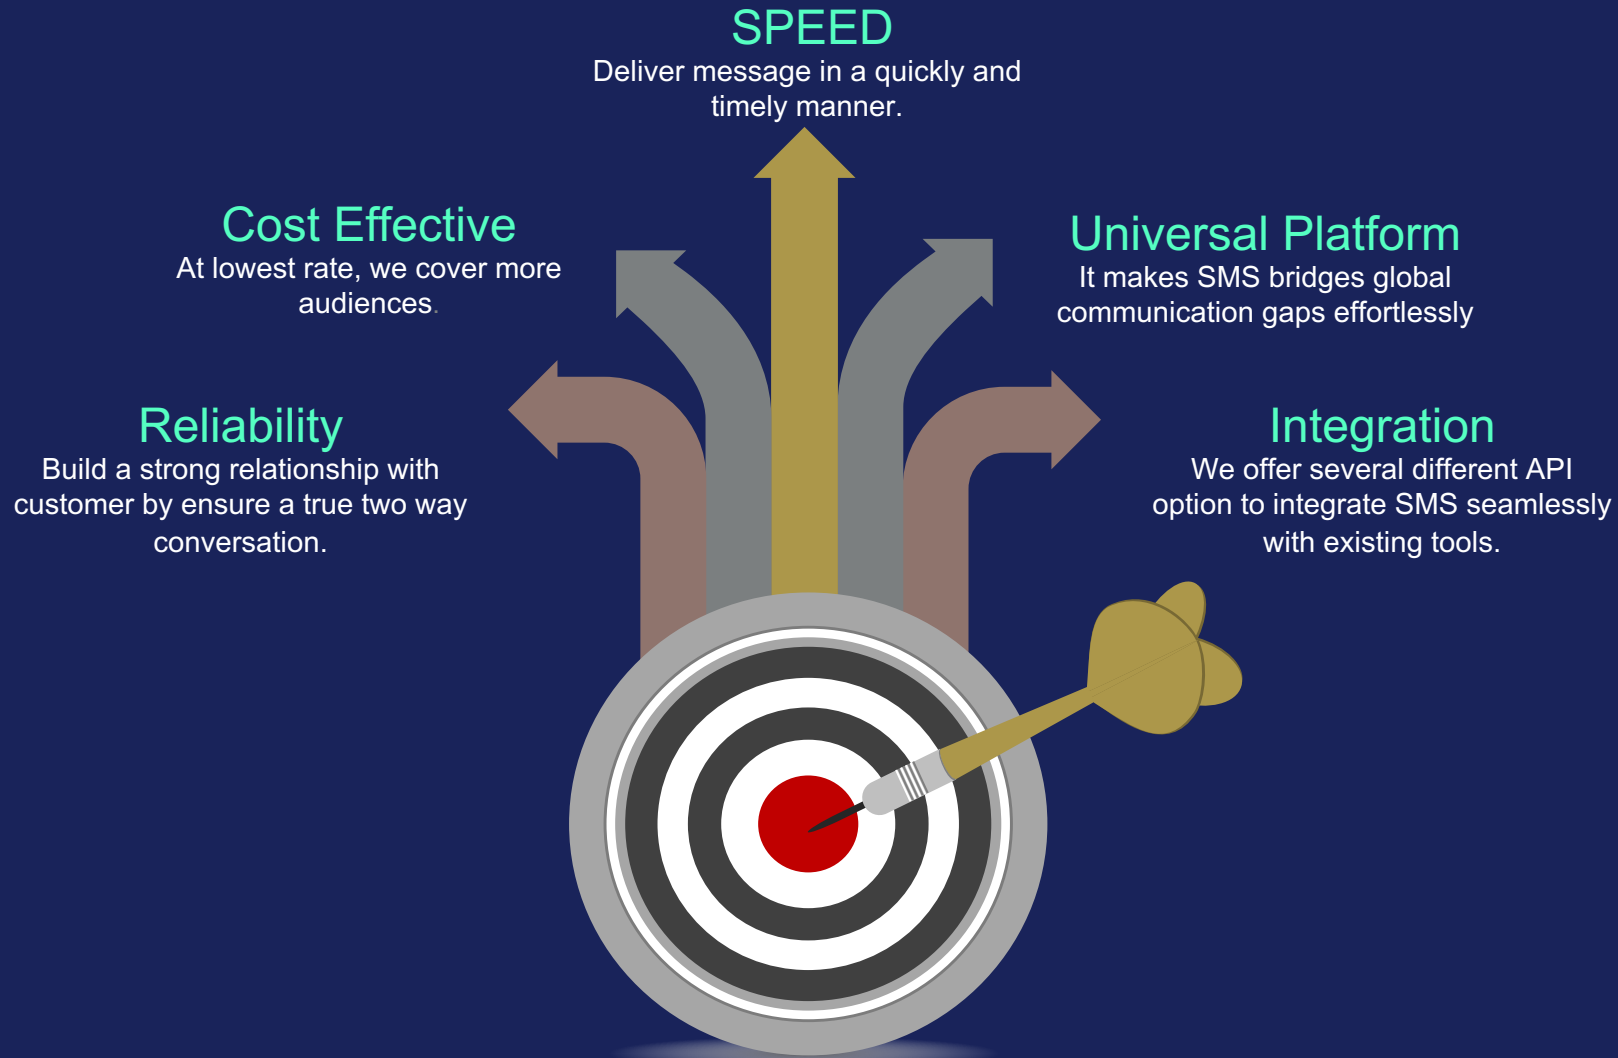 SPEED
Deliver message in a quickly and
timely manner.
Cost Effective
At lowest rate, we cover more
audiences.
Universal Platform
It makes SMS bridges global
communication gaps effortlessly
Reliability
Build a strong relationship with
customer by ensure a true two way
conversation.
Integration
We offer several different API
option to integrate SMS seamlessly
with existing tools.